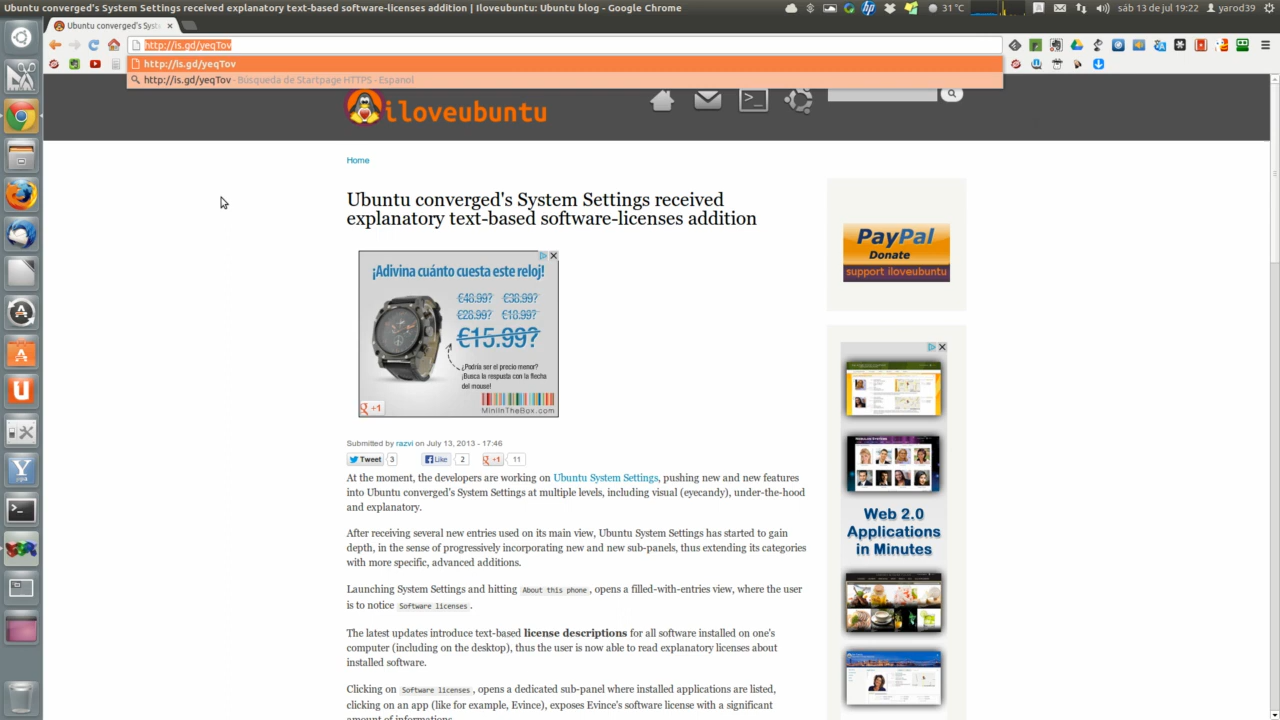 Ubuntu converged's System Settings received explanatory text-based software-licenses addition | Iloveubuntu: Ubuntu blog - Google Chrome
31 °C
sáb 13 de jul 19:22
yarod39
Ubuntu converged's Syst
http://is.gd/yeqTov
http://is.gd/yeqTov
http://is.gd/yeqTov - Búsqueda de Startpage HTTPS - Espanol
iloveubuntu
Home
Ubuntu converged's System Settings received
explanatory text-based software-licenses addition
PayPal
Donate
support iloveubuntu
¡Adivina cuánto cuesta este reloj!
€48.99? €38.99?
€28.99? €18.99?
€15.99?
¿Podría ser el precio menor?
¡Busca la respuesta con la flecha
del mouse!
+1
MiniInTheBox.com
Submitted by razvi on July 13, 2013 - 17:46
Tweet 3 Like 2 +1 11
At the moment, the developers are working on Ubuntu System Settings, pushing new and new features
into Ubuntu converged's System Settings at multiple levels, including visual (eyecandy), under-the-hood
and explanatory.
After receiving several new entries used on its main view, Ubuntu System Settings has started to gain
depth, in the sense of progressively incorporating new and new sub-panels, thus extending its categories
with more specific, advanced additions.
Launching System Settings and hitting About this phone, opens a filled-with-entries view, where the user
is to notice Software licenses.
The latest updates introduce text-based license descriptions for all software installed on one's
computer (including on the desktop), thus the user is now able to read explanatory licenses about
installed software.
Clicking on Software licenses, opens a dedicated sub-panel where installed applications are listed,
clicking on an app (like for example, Evince), exposes Evince's software license with a significant
amount of informations
Web 2.0
Applications
in Minutes